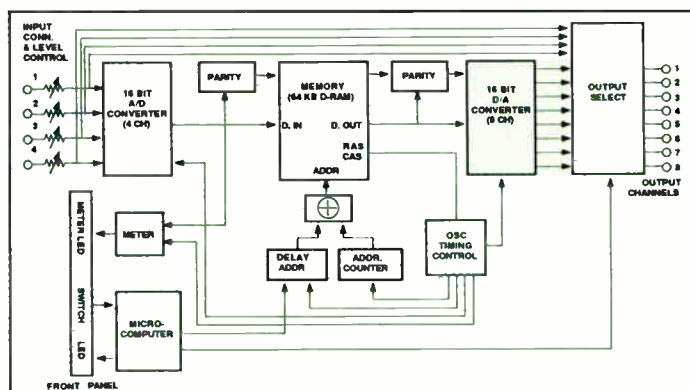 INPUT
CONN.
& LEVEL
CONTROL
1
2
3
4
16 BIT
A/D
CONVERTER
(4 CH)
PARITY
MEMORY
(64 KB D-RAM)
D. IN
D. OUT
RAS
CAS
ADDR
PARITY
16 BIT
D/A
CONVERTER
(8 CH)
OUTPUT
SELECT
1
2
3
4
5
6
7
8
OUTPUT
CHANNELS
METER LED
METER
DELAY
ADDR
ADDR.
COUNTER
OSC
TIMING
CONTROL
SWITCH
LED
MICRO-
COMPUTER
FRONT PANEL